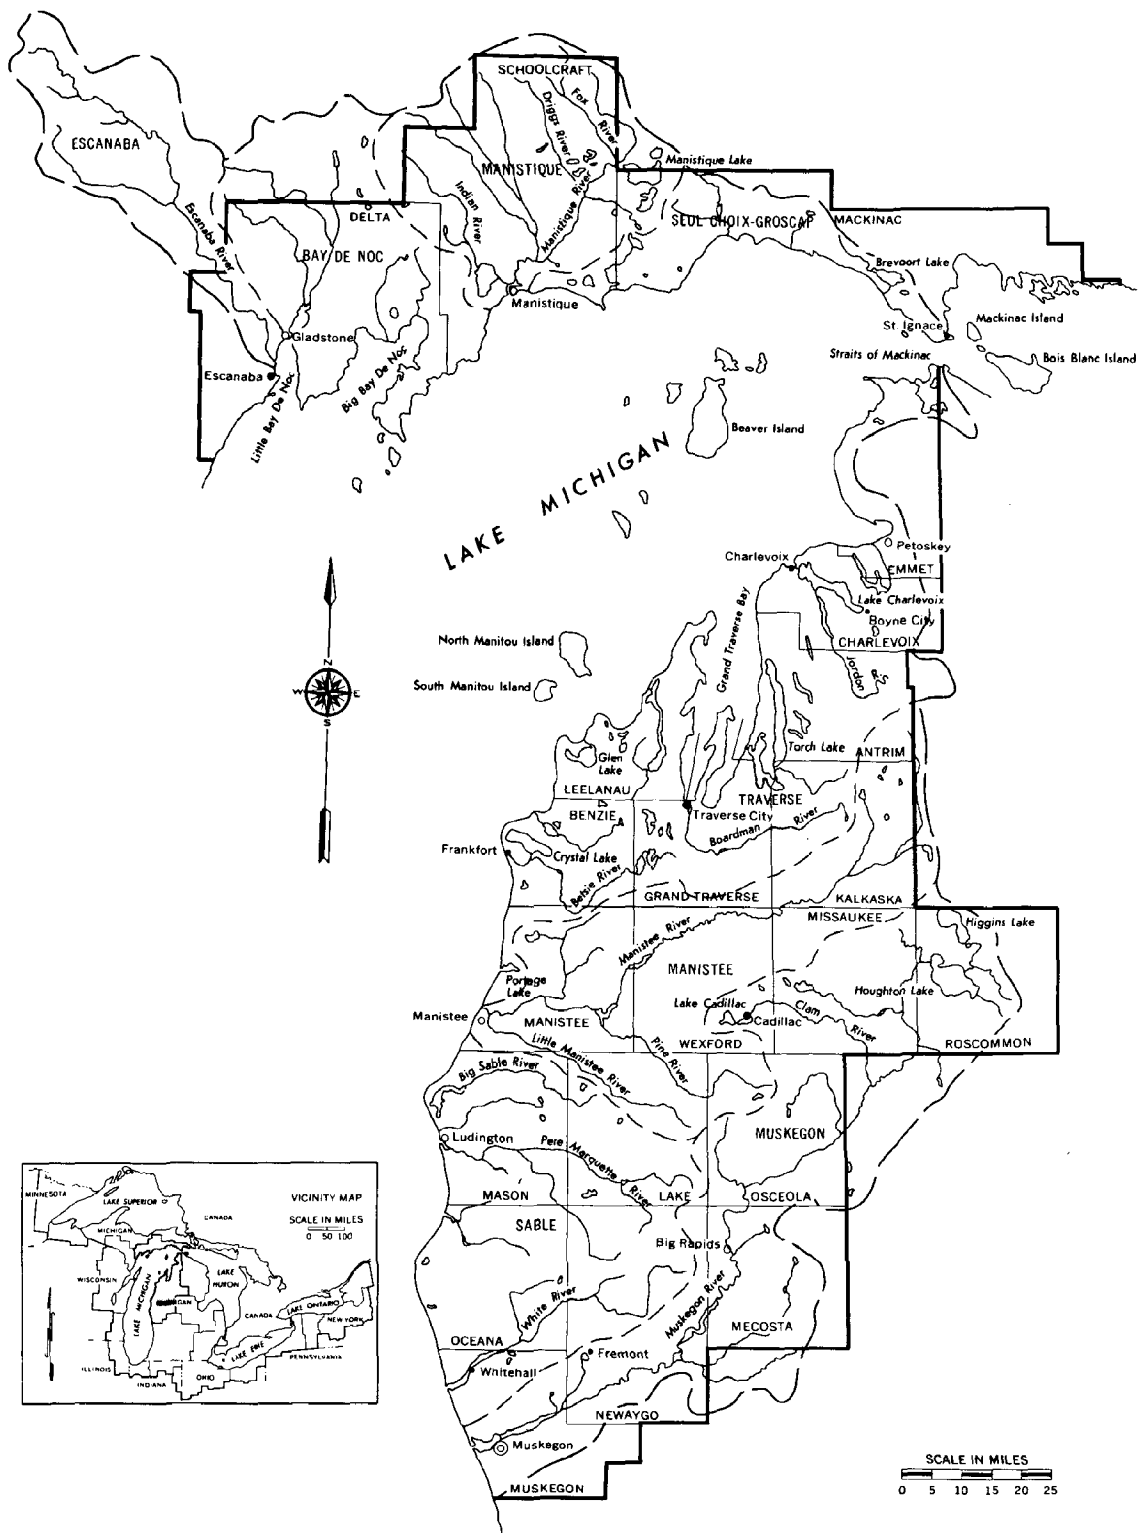 SCHOOLCRAFT
ESCANABA
Driggs River
Fox River
MANISTIQUE
Manistique Lake
Indian River
Manistique River
Escanaba River
DELTA
BAY DE NOC
SEUL CHOIX-GROSCAP
MACKINAC
Brevoort Lake
Manistique
Gladstone
St. Ignace
Mackinac Island
Straits of Mackinac
Bois Blanc Island
Escanaba
Little Bay De Noc
Big Bay De Noc
Beaver Island
LAKE MICHIGAN
Petoskey
Charlevoix
EMMET
Lake Charlevoix
Boyne City
CHARLEVOIX
Grand Traverse Bay
Jordon
North Manitou Island
South Manitou Island
N
W
E
S
Torch Lake
ANTRIM
Glen
Lake
LEELANAU
TRAVERSE
BENZIE
Traverse City
Boardman River
Frankfort
Crystal Lake
Betsie River
GRAND TRAVERSE
KALKASKA
MISSAUKEE
Higgins Lake
Manistee River
MANISTEE
Portage
Lake
Houghton Lake
Lake Cadillac
Clam River
Manistee
MANISTEE
Cadillac
WEXFORD
ROSCOMMON
Little Manistee River
Pine River
Big Sable River
MUSKEGON
Ludington
Pere Marquette River
MASON
LAKE
OSCEOLA
SABLE
Big Rapids
White River
Muskegon River
MECOSTA
OCEANA
Fremont
Whitehall
NEWAYGO
Muskegon
MUSKEGON
SCALE IN MILES
0 5 10 15 20 25
VICINITY MAP
SCALE IN MILES
0 50 100
MINNESOTA
LAKE SUPERIOR
CANADA
MICHIGAN
WISCONSIN
LAKE MICHIGAN
LAKE
HURON
CANADA
LAKE ONTARIO
NEW YORK
LAKE ERIE
PENNSYLVANIA
ILLINOIS
INDIANA
OHIO